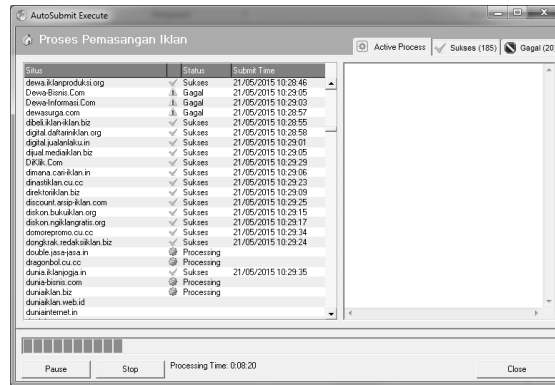 AutoSubmit Execute
Proses Pemasangan Iklan
Active Process
Sukses (185)
Gagal (20
Situs Status Submit Time
dewa.iklanproduksi.org Sukses 21/05/2015 10:28:46
Dewa-Bisnis.Com Gagal 21/05/2015 10:29:05
Dewa-Informasi.Com Gagal 21/05/2015 10:29:03
dewasurga.com Gagal 21/05/2015 10:28:57
dibeli.iklan-iklan.biz Sukses 21/05/2015 10:28:55
digital.daftariniklan.org Sukses 21/05/2015 10:28:58
digital.jualanlaku.in Sukses 21/05/2015 10:29:01
dijual.mediaiklan.biz Sukses 21/05/2015 10:29:05
DiKlik.Com Sukses 21/05/2015 10:29:29
dimana.cari-iklan.in Sukses 21/05/2015 10:29:06
dinastiklan.cu.cc Sukses 21/05/2015 10:29:23
direktoriiklan.biz Sukses 21/05/2015 10:29:09
discount.arsip-iklan.com Sukses 21/05/2015 10:29:25
diskon.bukuiklan.org Sukses 21/05/2015 10:29:15
diskon.ngiklangratis.org Sukses 21/05/2015 10:29:17
domorepromo.cu.cc Sukses 21/05/2015 10:29:34
dongkrak.redaksiiklan.biz Sukses 21/05/2015 10:29:24
double.jasa-jasa.in Processing
dragonbol.cu.cc Processing
dunia.iklanjogja.in Sukses 21/05/2015 10:29:35
dunia-bisnis.com Processing
duniaiklan.biz Processing
duniaiklan.web.id
duniainternet.in
Pause
Stop
Processing Time: 0:08:20
Close